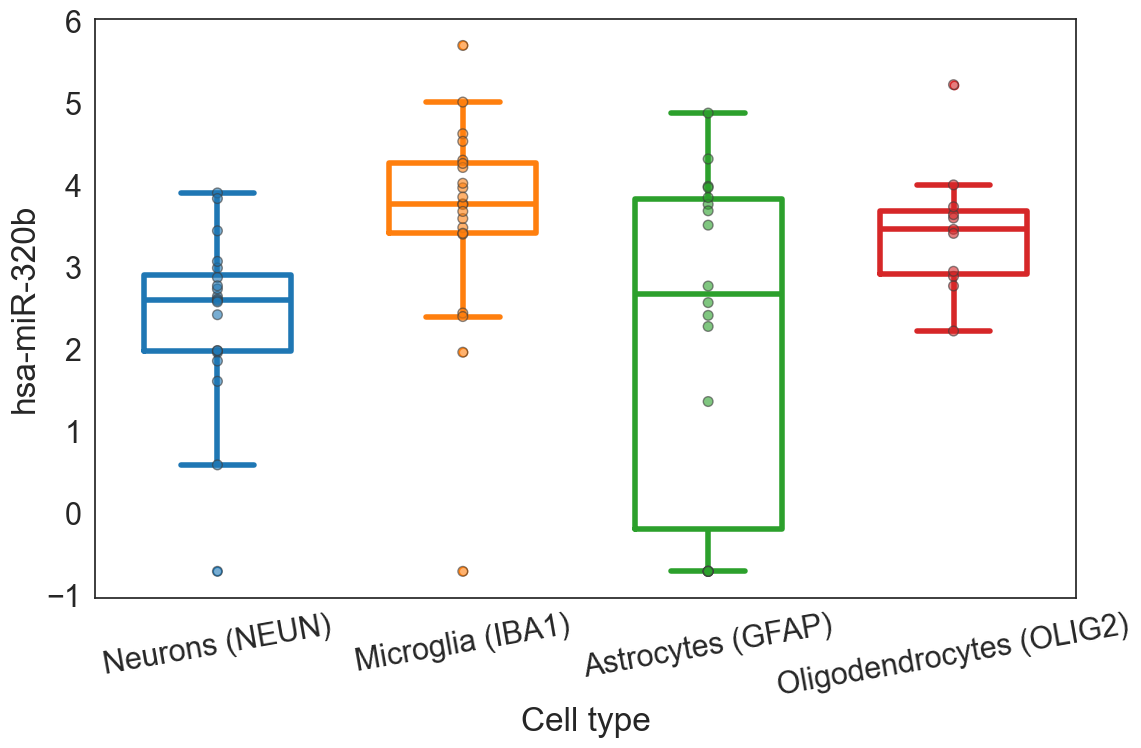 hsa-miR-320b
6
5
4
3
2
1
0
−1
Neurons (NEUN)
Microglia (IBA1)
Astrocytes (GFAP)
Oligodendrocytes (OLIG2)
Cell type